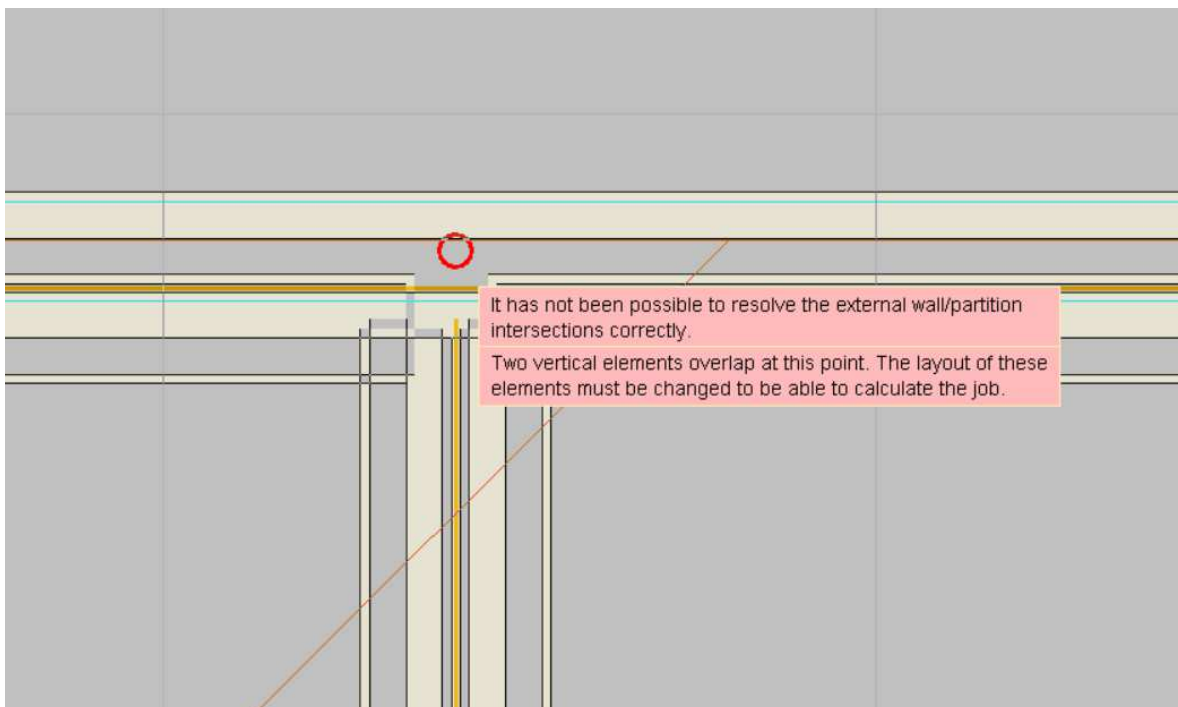 It has not been possible to resolve the external wall/partition
intersections correctly.
Two vertical elements overlap at this point. The layout of these
elements must be changed to be able to calculate the job.